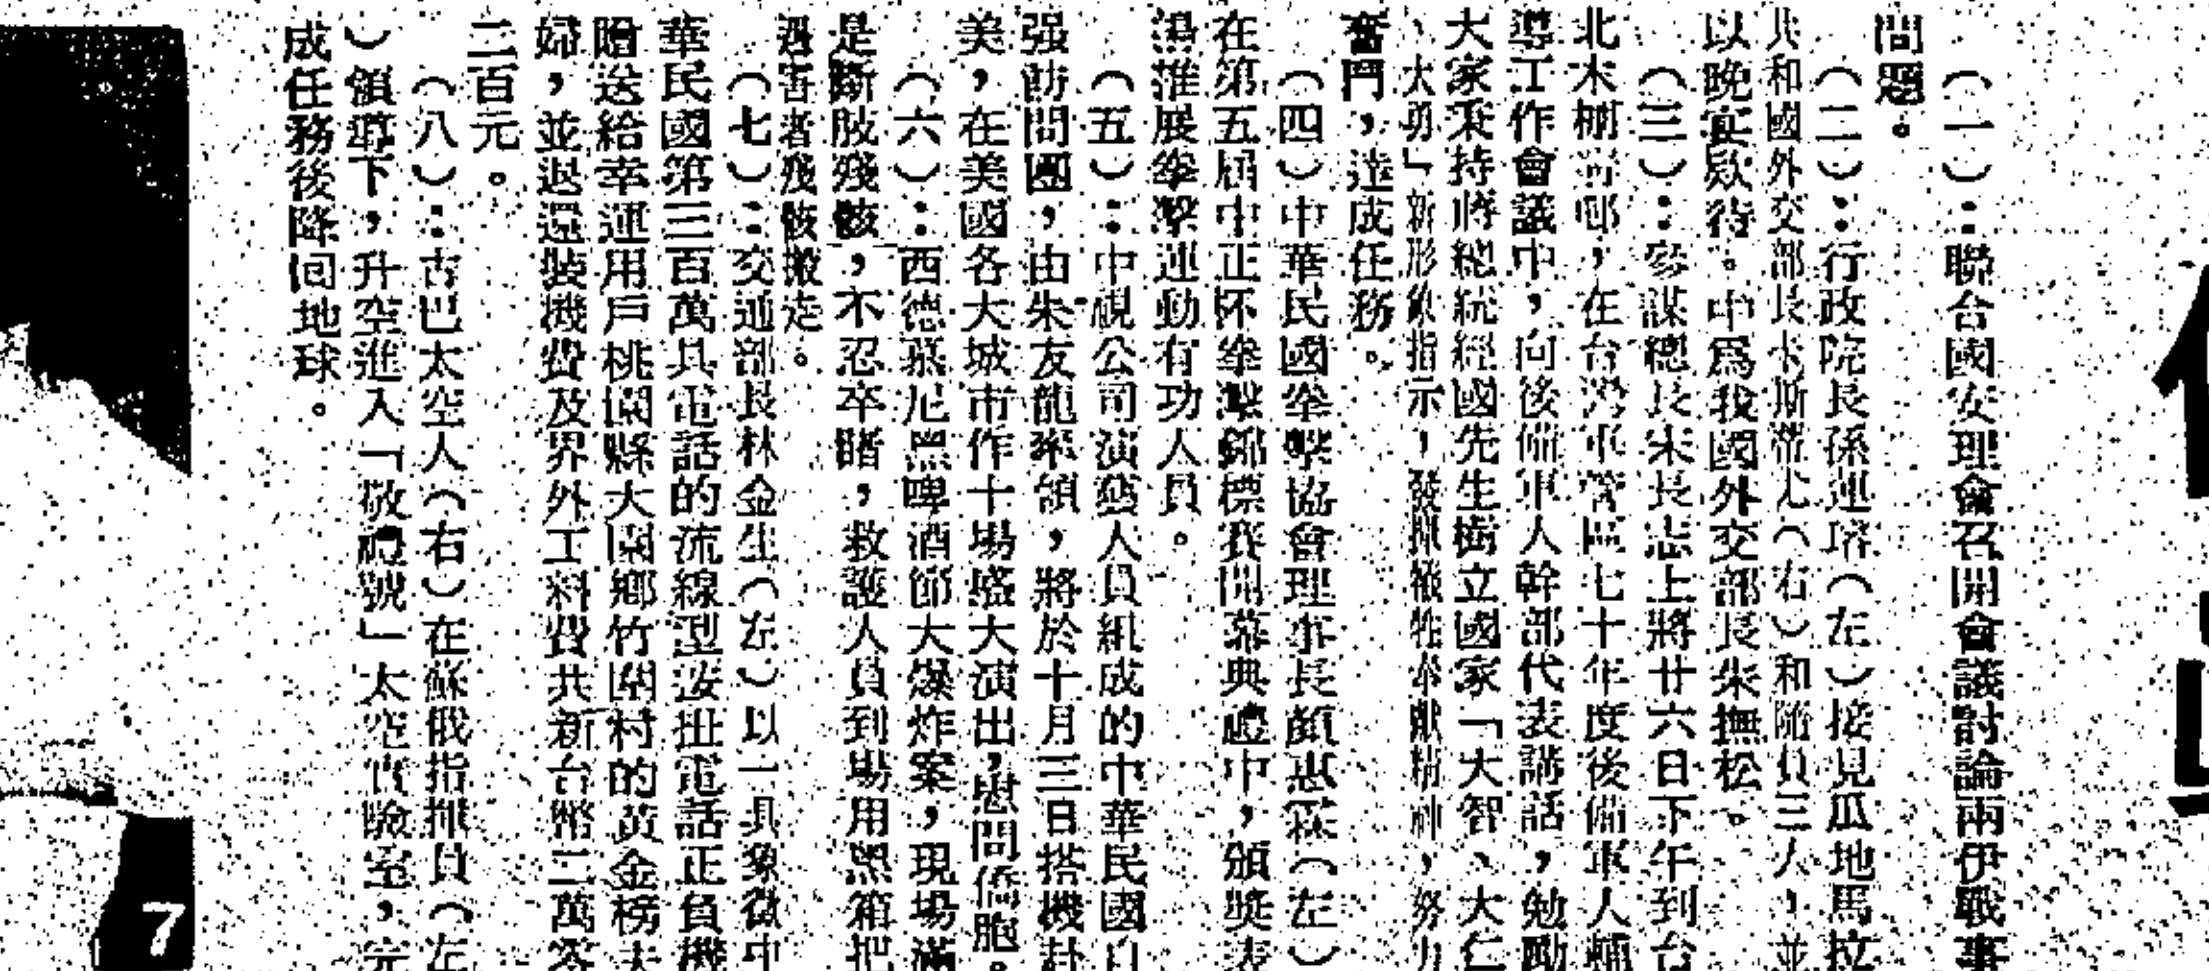 （一）：聯合國安理會召開會議討論兩伊戰事
問題。
（二）：行政院長孫運璿（左）接見瓜地馬拉
共和國外交部長卡斯蒂尤（右）和隨員三人，並
以晚宴欵待。中爲我國外交部長朱撫松。
（三）：參謀總長宋長志上將廿六日下午到台
北木柵，在台灣軍管區七十年度後備軍人輔
導工作會議中，向後備軍人幹部代表講話，勉勵
大家秉持蔣總統經國先生樹立國家「大智、大仁
、大勇」新形象指示，發揮犧牲奉獻精神，努力
奮鬥，達成任務。
（四）中華民國拳擊協會理事長顏惠霖（左）
在第五屆中正杯拳擊錦標賽開幕典禮中，頒獎表
揚推展拳擊運動有功人員。
（五）：中視公司演藝人員組成的中華民國自
强訪問團，由朱友龍率領，將於十月三日搭機赴
美，在美國各大城市作十場盛大演出，慰問僑胞。
（六）：西德慕尼黑啤酒節大爆炸案，現場滿
是斷肢殘骸，不忍卒睹，救護人員到場用黑箱把
遇害者殘骸搬走。
（七）：交通部長林金生（左）以一具象徵中
華民國第三百萬具電話的流線型按扭電話正負機
贈送給幸運用戶桃園縣大園鄉竹圍村的黃金榜夫
婦，並退還裝機費及界外工料費共新台幣二萬零
二百元。
（八）：古巴太空人（右）在蘇俄指揮員（左
）領導下，升空進入「敬禮號」太空實驗室，完
成任務後降回地球。
7